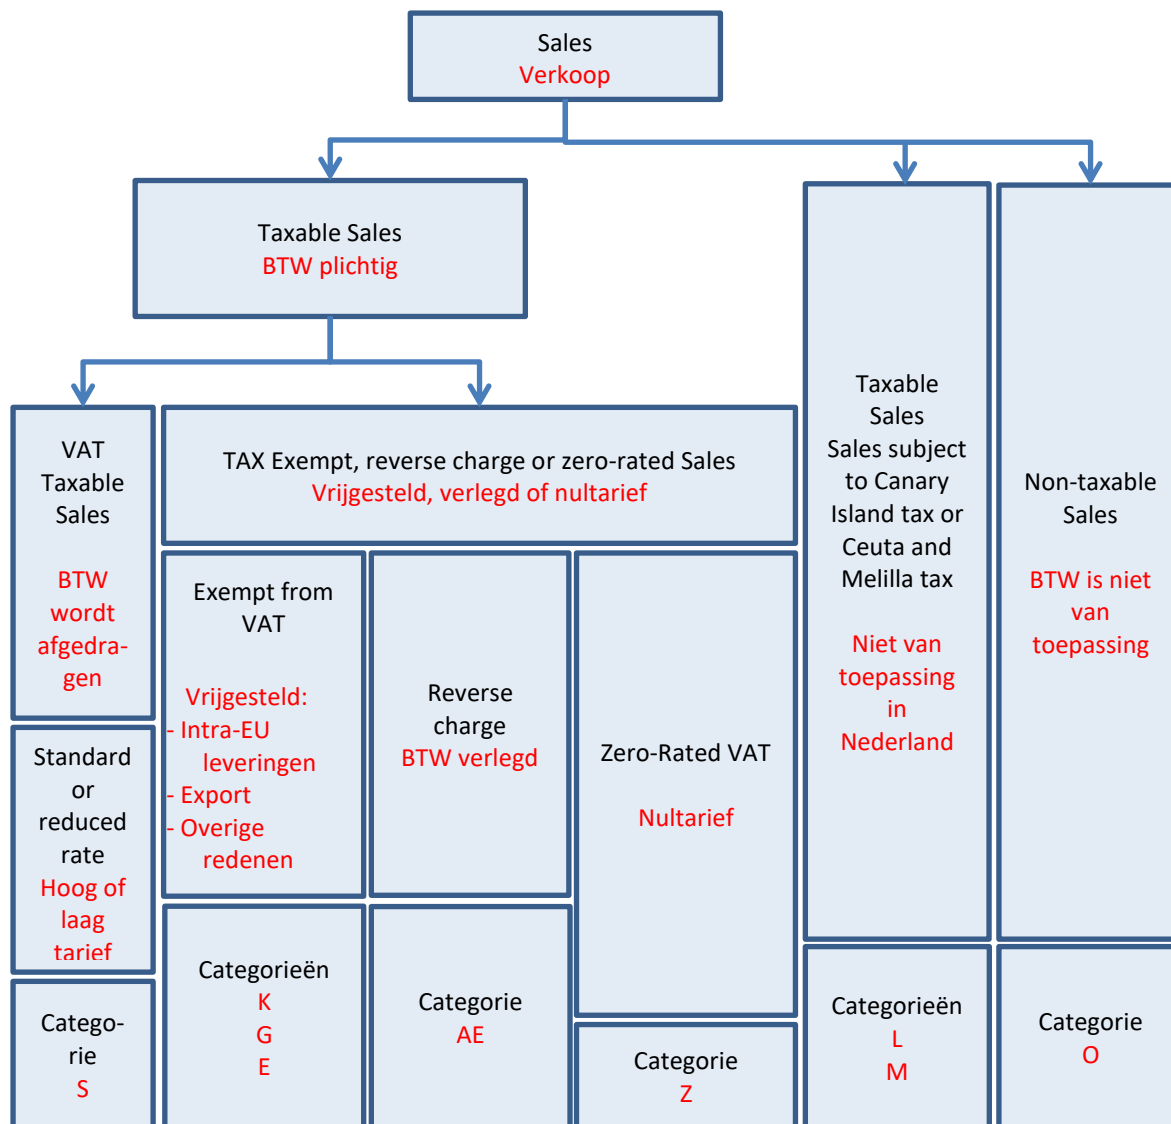 Sales
Verkoop
Taxable Sales
BTW plichtig
VAT
Taxable
Sales
BTW
wordt
afgedra-
gen
TAX Exempt, reverse charge or zero-rated Sales
Vrijgesteld, verlegd of nultarief
Taxable
Sales
Sales subject
to Canary
Island tax or
Ceuta and
Melilla tax
Niet van
toepassing
in
Nederland
Non-taxable
Sales
BTW is niet
van
toepassing
Exempt from
VAT
Vrijgesteld:
- Intra-EU
leveringen
- Export
- Overige
redenen
Reverse
charge
BTW verlegd
Zero-Rated VAT
Nultarief
Standard
or
reduced
rate
Hoog of
laag
tarief
Catego-
rie
S
Categorieën
K
G
E
Categorie
AE
Categorie
Z
Categorieën
L
M
Categorie
O